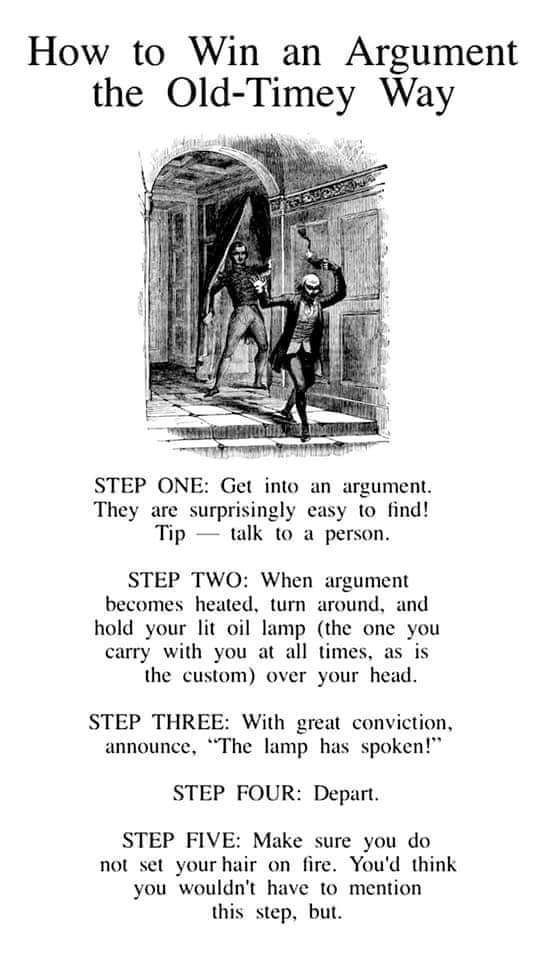 How to Win an Argument
the Old-Timey Way
STEP ONE: Get into an argument.
They are surprisingly easy to find!
Tip — talk to a person.
STEP TWO: When argument
becomes heated, turn around, and
hold your lit oil lamp (the one you
carry with you at all times, as is
the custom) over your head.
STEP THREE: With great conviction,
announce, “The lamp has spoken!”
STEP FOUR: Depart.
STEP FIVE: Make sure you do
not set your hair on fire. You'd think
you wouldn't have to mention
this step, but.